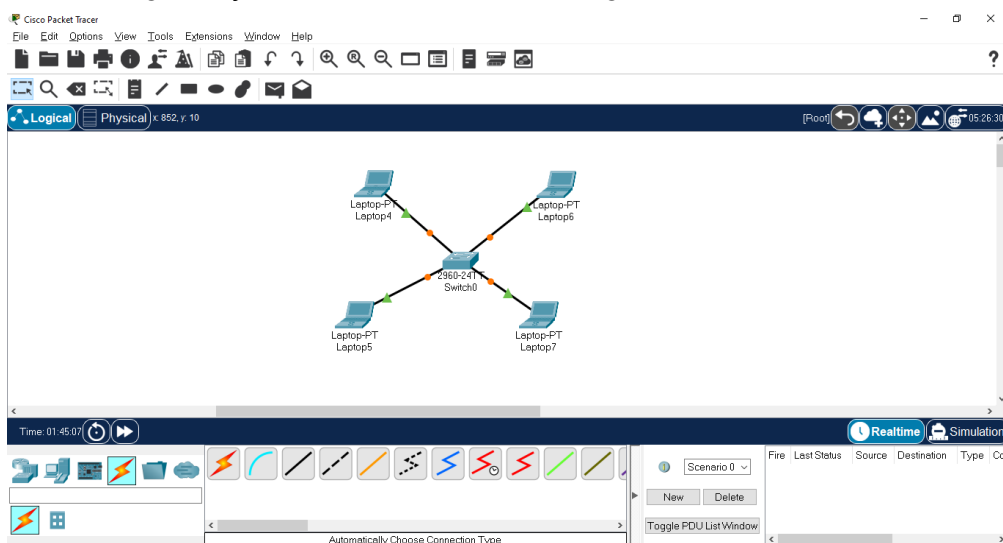 Cisco Packet Tracer
File Edit Options View Tools Extensions Window Help
?
Logical Physical x: 852, y: 10
[Root] 05:26:30
Laptop-PT
Laptop4
Laptop-PT
Laptop6
2960-24TT
Switch0
Laptop-PT
Laptop5
Laptop-PT
Laptop7
Time: 01:45:07
Realtime Simulation
Scenario 0
Fire Last Status Source Destination Type Co
New Delete
Toggle PDU List Window
Automatically Choose Connection Type